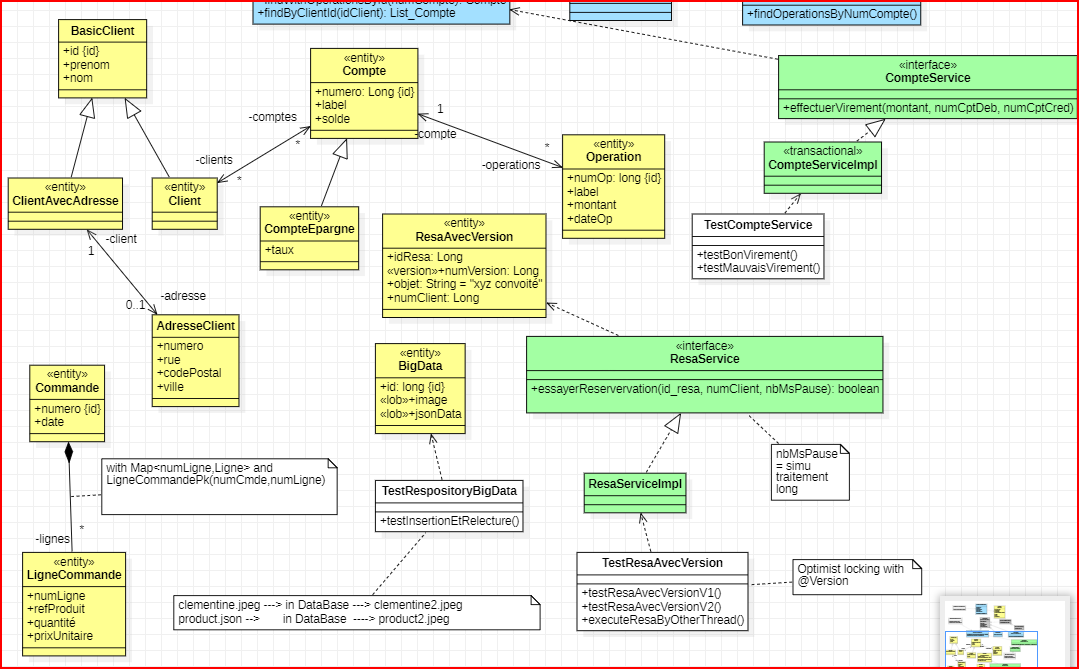 +findByClientId(idClient): List_Compte
+findOperationsByNumCompte()
BasicClient
+id {id}
+prenom
+nom
«entity»
Compte
+numero: Long {id}
+label
+solde
«interface»
CompteService
+effectuerVirement(montant, numCptDeb, numCptCred)
-comptes
*
1
-compte
-clients
*
*
-operations
«entity»
Operation
+numOp: long {id}
+label
+montant
+dateOp
«transactional»
CompteServiceImpl
«entity»
ClientAvecAdresse
«entity»
Client
«entity»
CompteEpargne
+taux
«entity»
ResaAvecVersion
+idResa: Long
«version»+numVersion: Long
+objet: String = "xyz convoité"
+numClient: Long
TestCompteService
+testBonVirement()
+testMauvaisVirement()
-client
1
-adresse
0..1
AdresseClient
+numero
+rue
+codePostal
+ville
«entity»
BigData
+id: long {id}
«lob»+image
«lob»+jsonData
«interface»
ResaService
+essayerReservervation(id_resa, numClient, nbMsPause): boolean
«entity»
Commande
+numero {id}
+date
with Map<numLigne,Ligne> and
LigneCommandePk(numCmde,numLigne)
nbMsPause
= simu
traitement
long
TestRespositoryBigData
+testInsertionEtRelecture()
ResaServiceImpl
*
-lignes
«entity»
LigneCommande
+numLigne
+refProduit
+quantité
+prixUnitaire
TestResaAvecVersion
+testResaAvecVersionV1()
+testResaAvecVersionV2()
+executeResaByOtherThread()
Optimist locking with
@Version
clementine.jpeg ---> in DataBase ---> clementine2.jpeg
product.json --> in DataBase ----> product2.jpeg